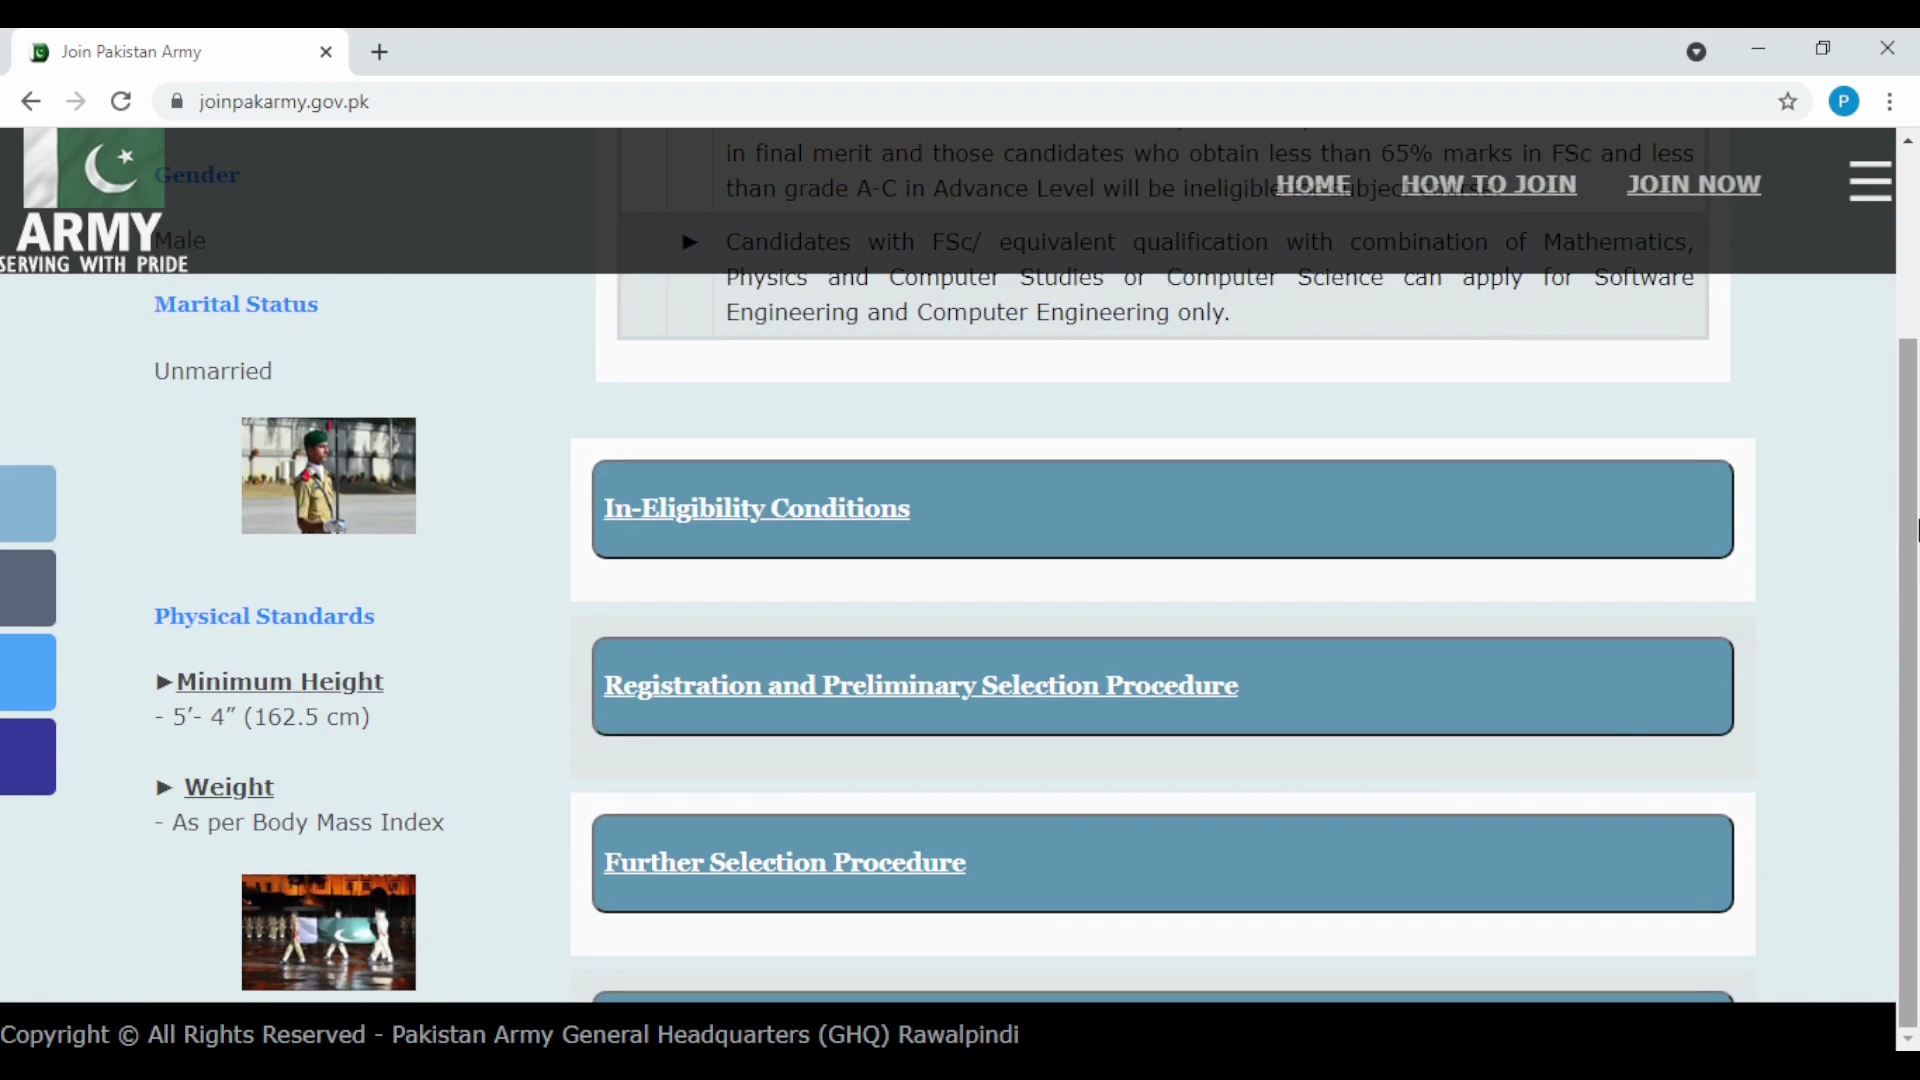 Join Pakistan Army
joinpakarmy.gov.pk
P
ARMY
SERVING WITH PRIDE
HOME
HOW TO JOIN
JOIN NOW
Gender
Male
Marital Status
Unmarried
Physical Standards
►Minimum Height
- 5’- 4” (162.5 cm)
► Weight
- As per Body Mass Index
in final merit and those candidates who obtain less than 65% marks in FSc and less
than grade A-C in Advance Level will be ineligible for subject course.
► Candidates with FSc/ equivalent qualification with combination of Mathematics,
Physics and Computer Studies or Computer Science can apply for Software
Engineering and Computer Engineering only.
In-Eligibility Conditions
Registration and Preliminary Selection Procedure
Further Selection Procedure
Copyright © All Rights Reserved - Pakistan Army General Headquarters (GHQ) Rawalpindi